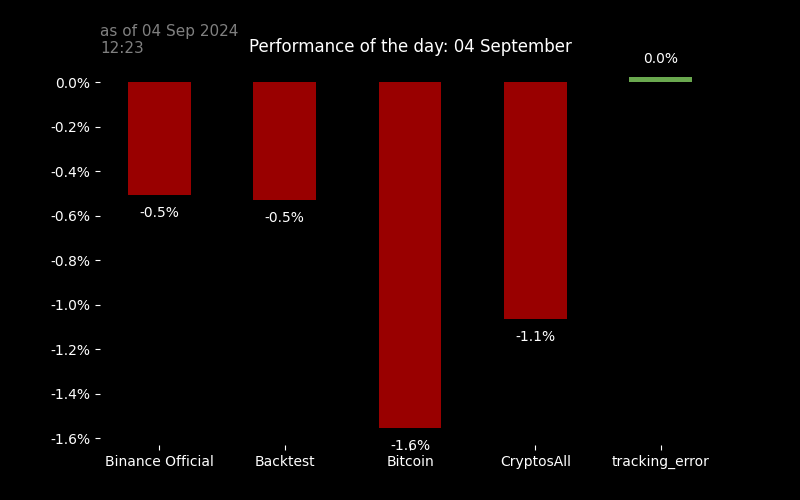 as of 04 Sep 2024
12:23
Performance of the day: 04 September
0.0%
0.0%
-0.2%
-0.4%
-0.6%
-0.8%
-1.0%
-1.2%
-1.4%
-1.6%
-0.5%
-0.5%
-1.6%
-1.1%
Binance Official
Backtest
Bitcoin
CryptosAll
tracking_error